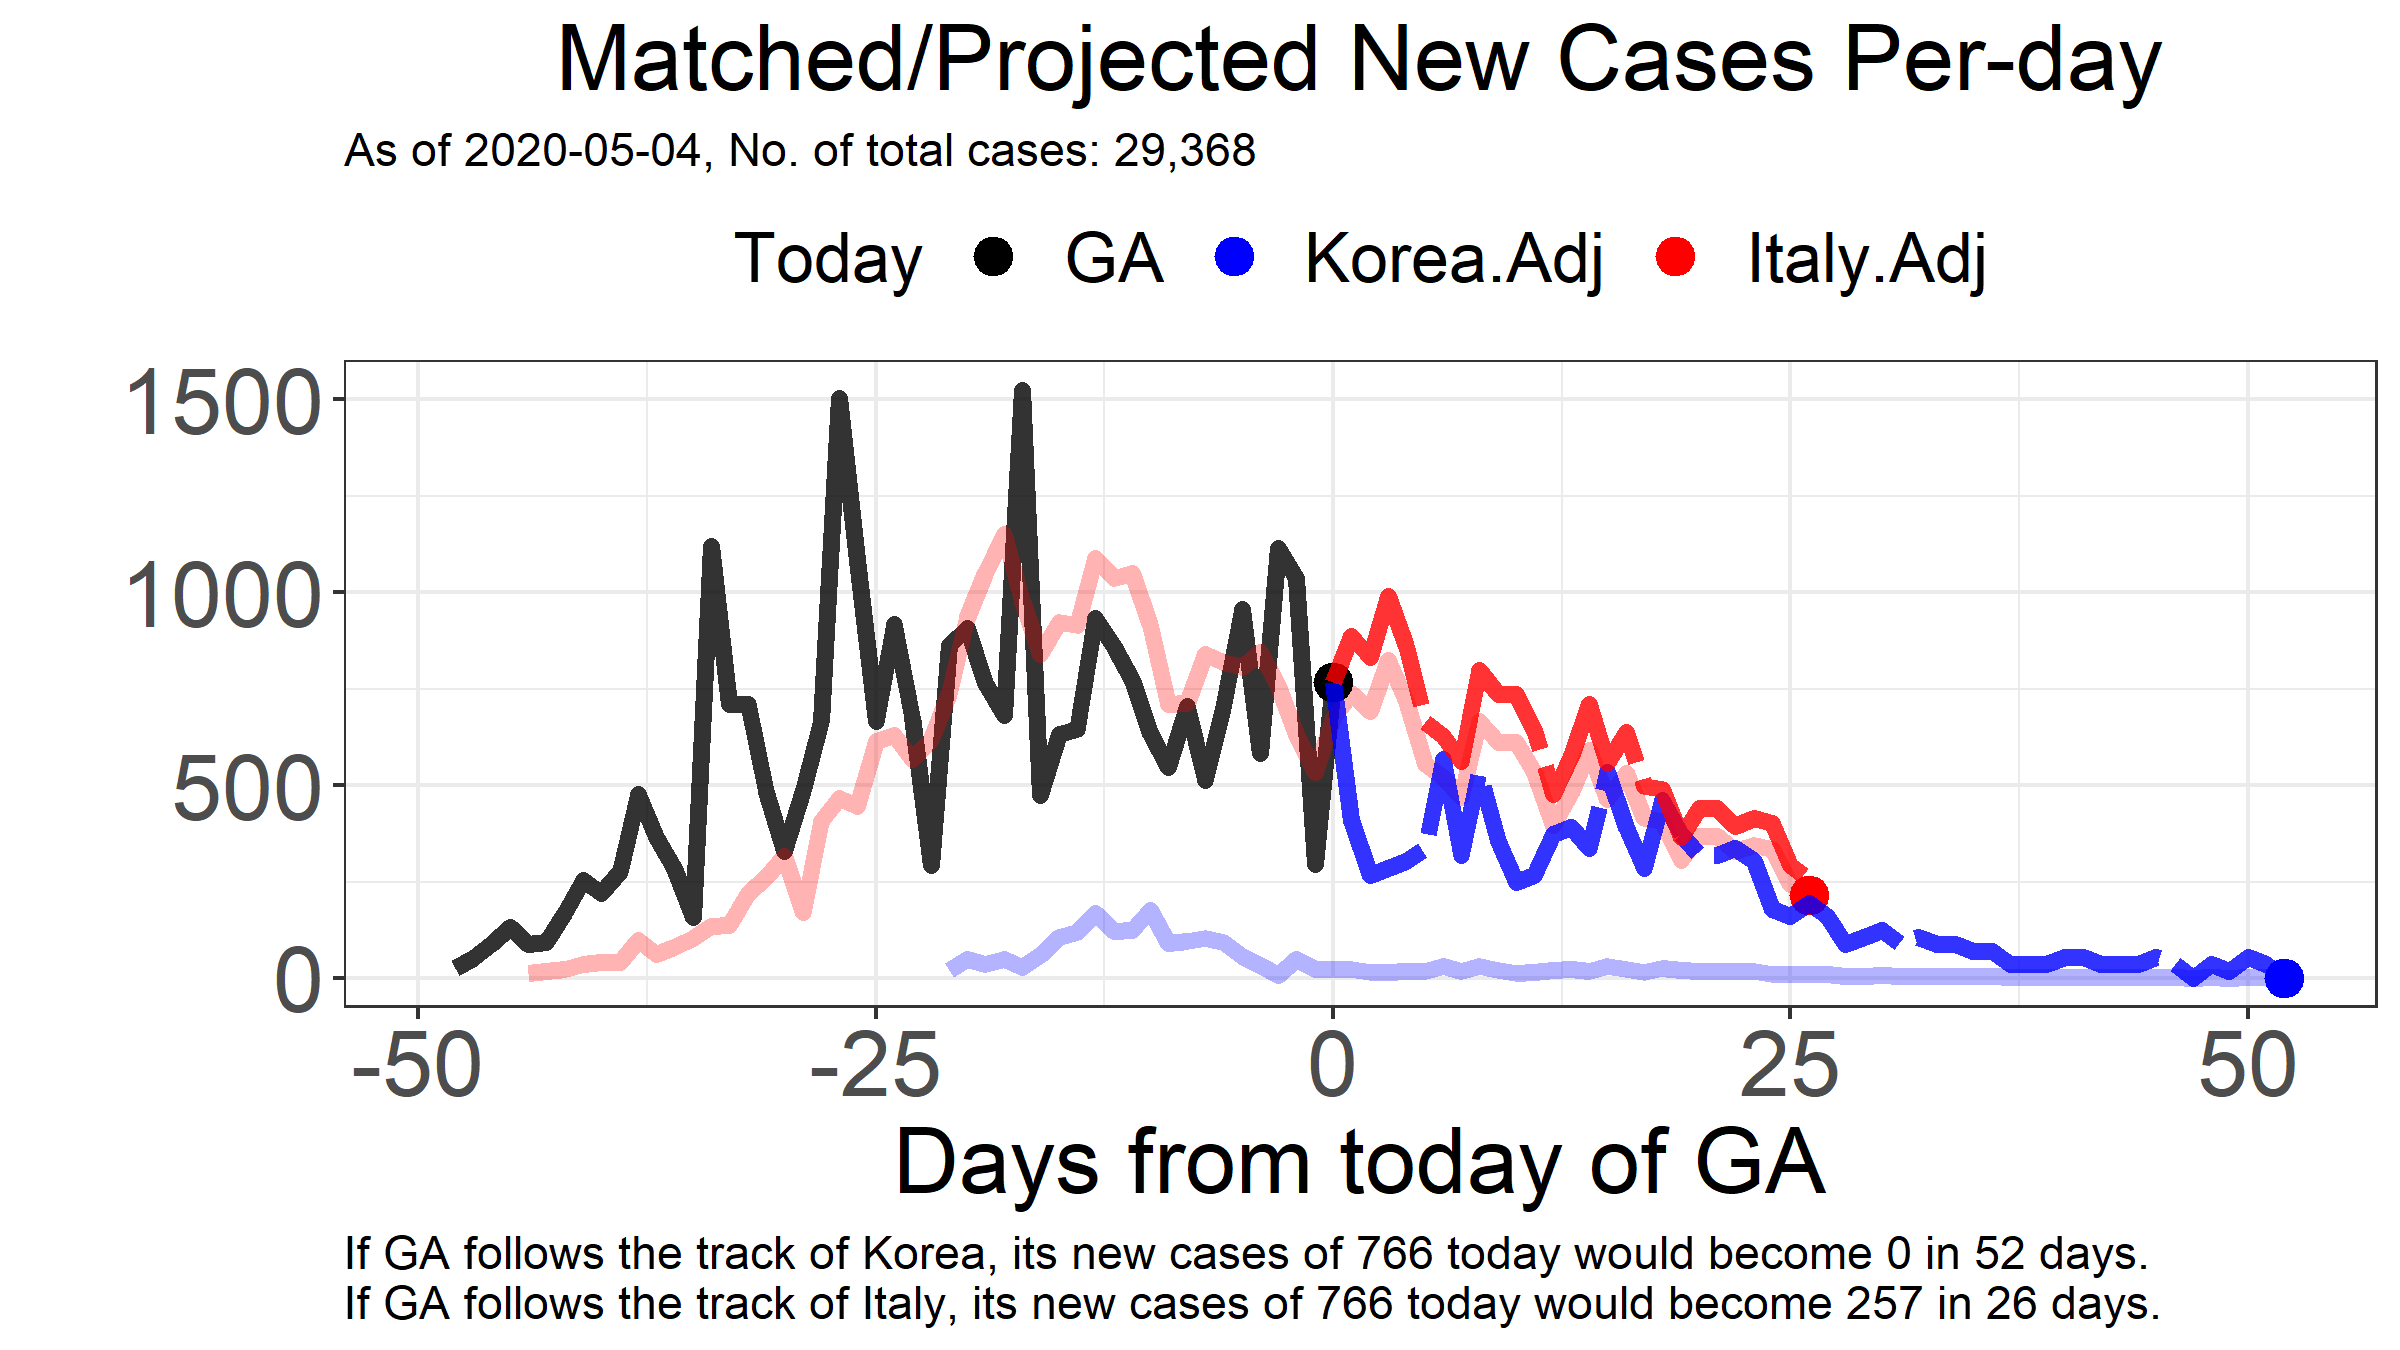 Matched/Projected New Cases Per-day
As of 2020-05-04, No. of total cases: 29,368
Today GA Korea.Adj Italy.Adj
1500
1000
500
0
-50 -25 0 25 50
Days from today of GA
If GA follows the track of Korea, its new cases of 766 today would become 0 in 52 days.
If GA follows the track of Italy, its new cases of 766 today would become 257 in 26 days.